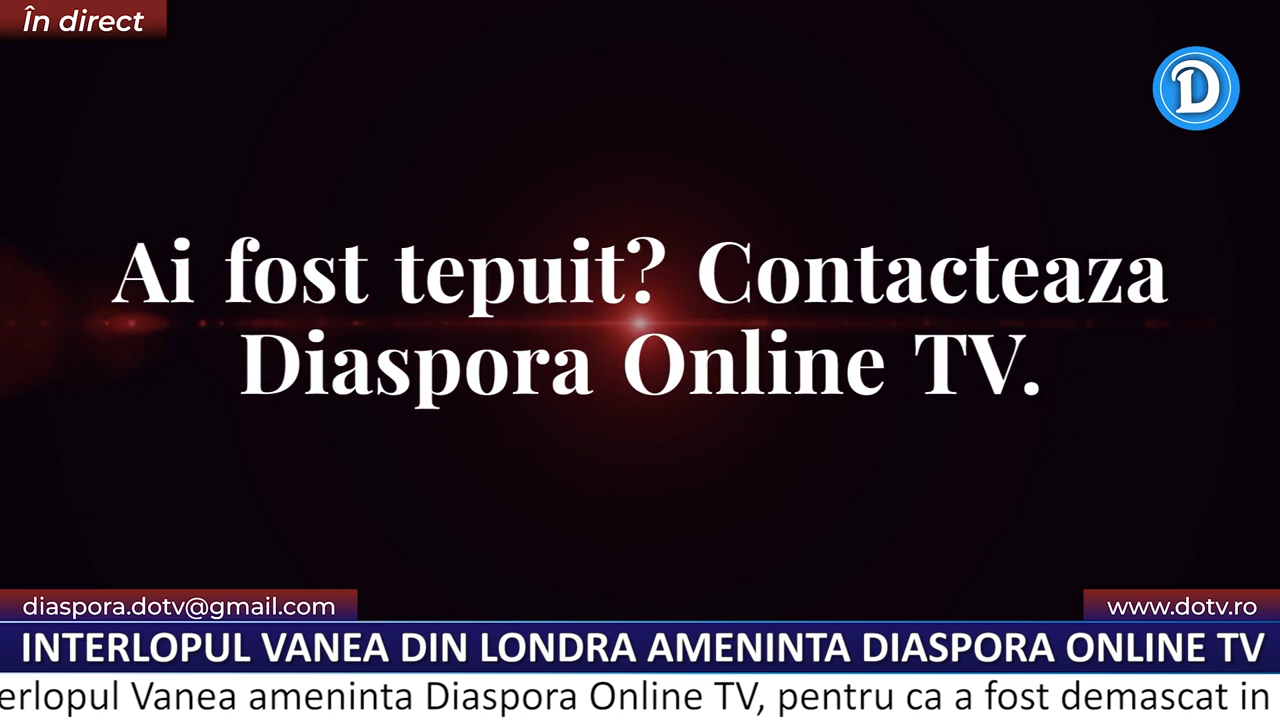 În direct
D
Ai fost tepuit? Contacteaza
Diaspora Online TV.
diaspora.dotv@gmail.com
www.dotv.ro
INTERLOPUL VANEA DIN LONDRA AMENINTA DIASPORA ONLINE TV
erlopul Vanea ameninta Diaspora Online TV, pentru ca a fost demascat in